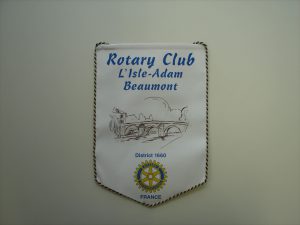 Rotary Club
L'Isle-Adam
Beaumont
District 1660
FRANCE